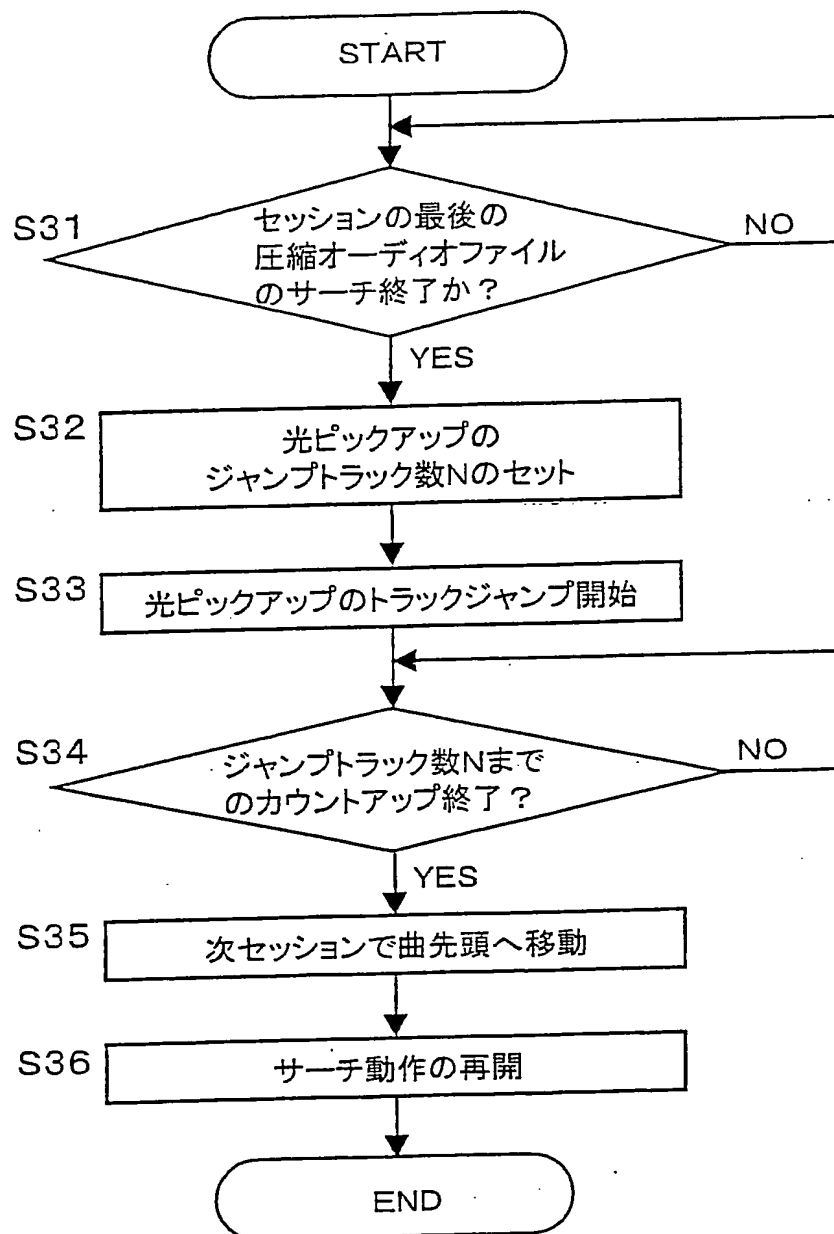 START
S31
セッションの最後の
圧縮オーディオファイル
のサーチ終了か？
NO
YES
S32
光ピックアップの
ジャンプトラック数Nのセット
S33
光ピックアップのトラックジャンプ開始
S34
ジャンプトラック数Nまで
のカウントアップ終了？
NO
YES
S35
次セッションで曲先頭へ移動
S36
サーチ動作の再開
END